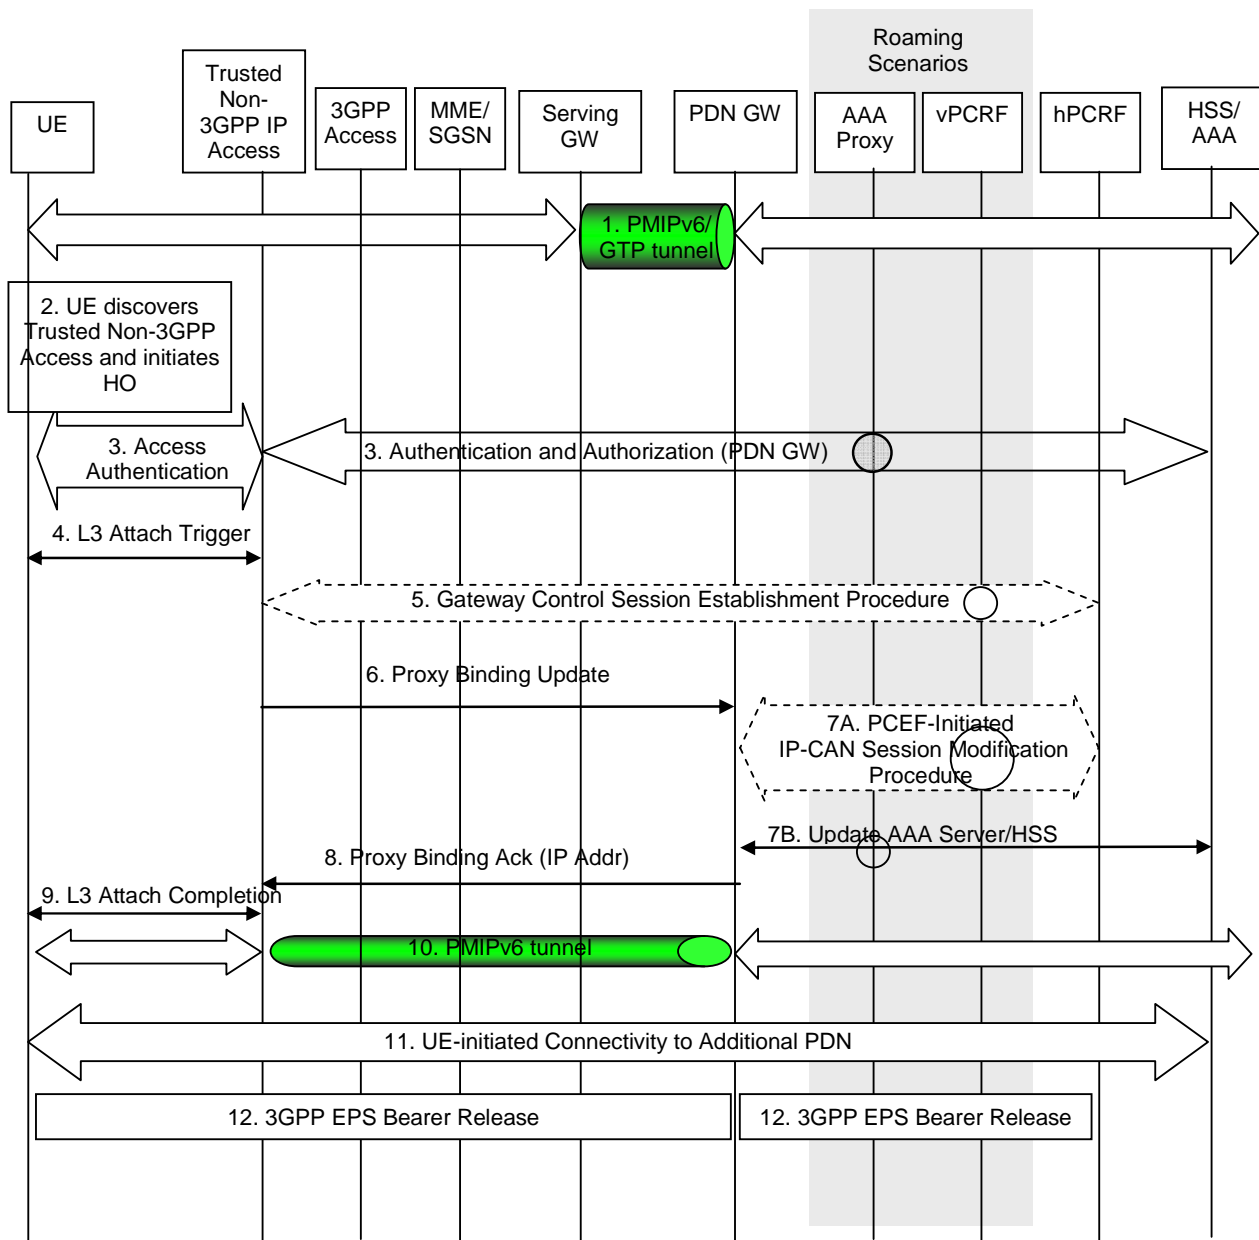 Roaming
Scenarios
UE
Trusted
Non-
3GPP IP
Access
3GPP
Access
MME/
SGSN
Serving
GW
PDN GW
AAA
Proxy
vPCRF
hPCRF
HSS/
AAA
1. PMIPv6/
GTP tunnel
2. UE discovers
Trusted Non-3GPP
Access and initiates
HO
3. Access
Authentication
3. Authentication and Authorization (PDN GW)
4. L3 Attach Trigger
5. Gateway Control Session Establishment Procedure
6. Proxy Binding Update
7A. PCEF-Initiated
IP-CAN Session Modification
Procedure
7B. Update AAA Server/HSS
8. Proxy Binding Ack (IP Addr)
9. L3 Attach Completion
10. PMIPv6 tunnel
11. UE-initiated Connectivity to Additional PDN
12. 3GPP EPS Bearer Release
12. 3GPP EPS Bearer Release